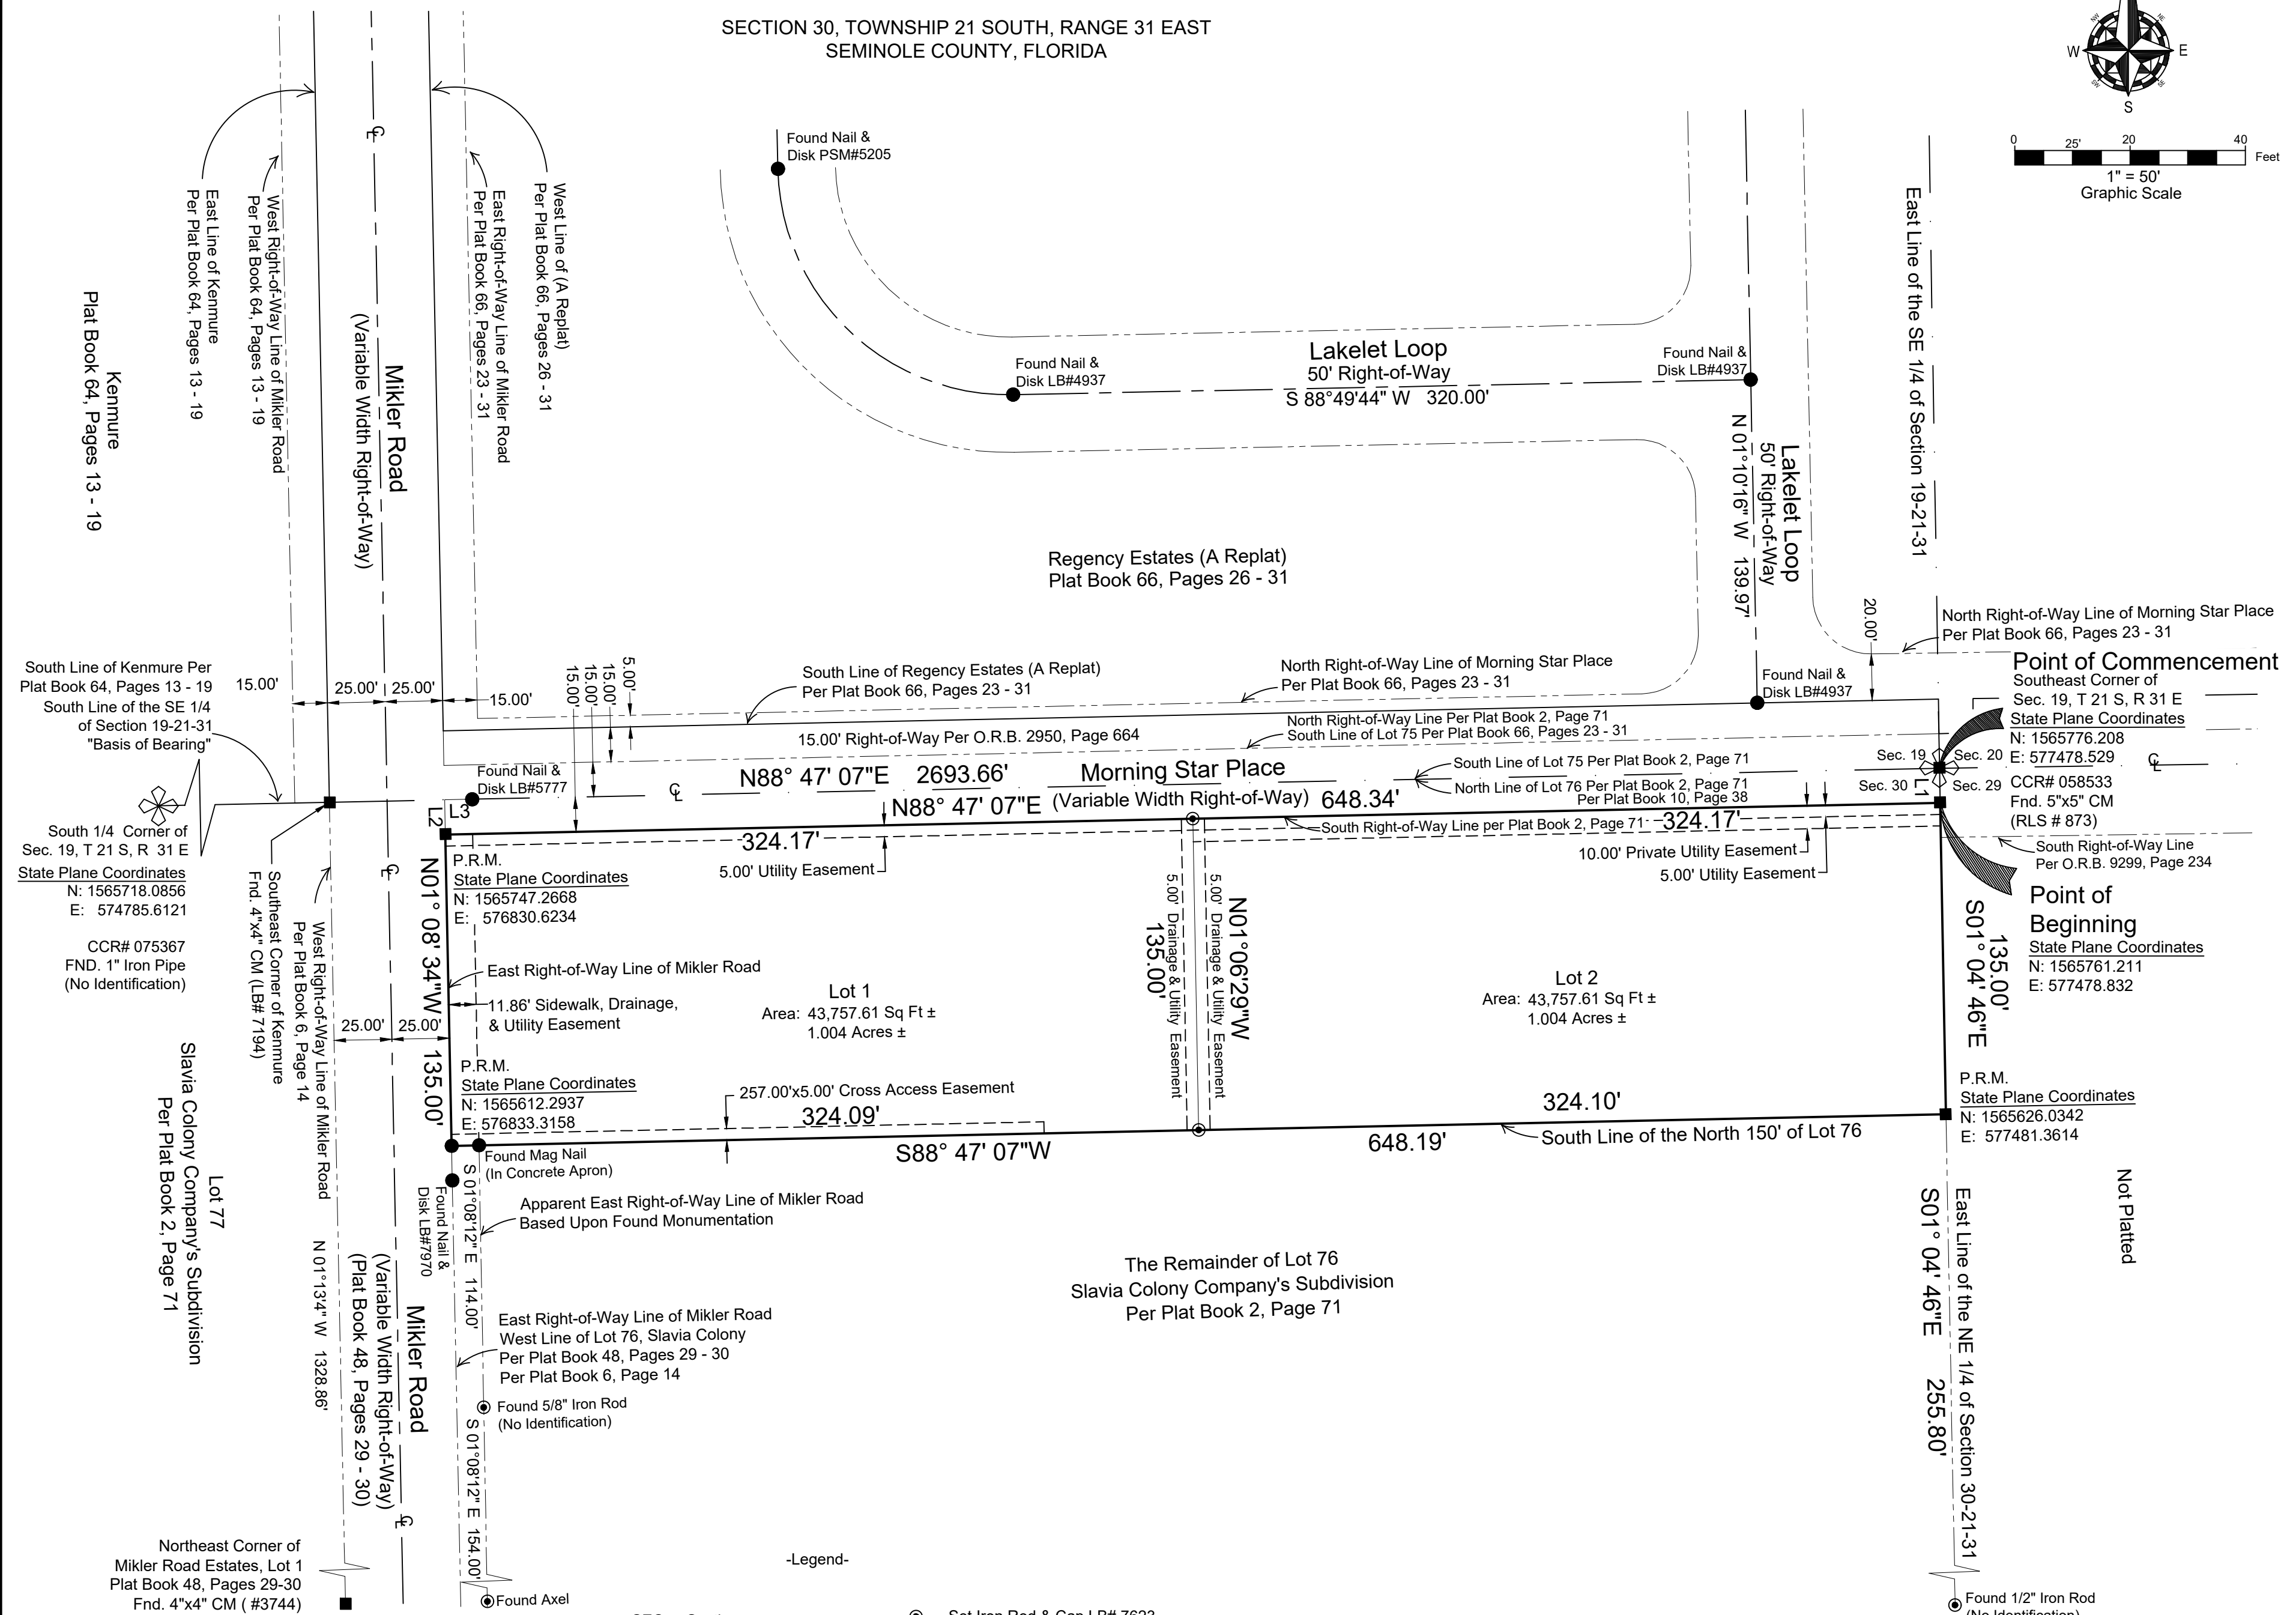 SECTION 30, TOWNSHIP 21 SOUTH, RANGE 31 EAST
SEMINOLE COUNTY, FLORIDA
W
E
S
NW
NE
SW
SE
0
25'
20
40
Feet
1" = 50'
Graphic Scale
East Line of Kenmure
Per Plat Book 64, Pages 13 - 19
West Right-of-Way Line of Mikler Road
Per Plat Book 64, Pages 13 - 19
Kenmure
Plat Book 64, Pages 13 - 19
Mikler Road
(Variable Width Right-of-Way)
East Right-of-Way Line of Mikler Road
Per Plat Book 66, Pages 23 - 31
West Line of (A Replat)
Per Plat Book 66, Pages 26 - 31
Found Nail &
Disk PSM#5205
Found Nail &
Disk LB#4937
Lakelet Loop
50' Right-of-Way
S 88°49'44" W 320.00'
Found Nail &
Disk LB#4937
Lakelet Loop
50' Right-of-Way
N 01°10'16" W 139.97'
East Line of the SE 1/4 of Section 19-21-31
Regency Estates (A Replat)
Plat Book 66, Pages 26 - 31
20.00'
North Right-of-Way Line of Morning Star Place
Per Plat Book 66, Pages 23 - 31
Point of Commencement
Southeast Corner of
Sec. 19, T 21 S, R 31 E
State Plane Coordinates
N: 1565776.208
E: 577478.529
CCR# 058533
Fnd. 5"x5" CM
(RLS # 873)
Sec. 19
Sec. 20
Sec. 30
Sec. 29
L1
South Right-of-Way Line
Per O.R.B. 9299, Page 234
Point of
Beginning
State Plane Coordinates
N: 1565761.211
E: 577478.832
South Line of Kenmure Per
Plat Book 64, Pages 13 - 19
South Line of the SE 1/4
of Section 19-21-31
"Basis of Bearing"
15.00'
25.00'
25.00'
15.00'
15.00'
15.00'
15.00'
5.00'
South Line of Regency Estates (A Replat)
Per Plat Book 66, Pages 23 - 31
North Right-of-Way Line of Morning Star Place
Per Plat Book 66, Pages 23 - 31
Found Nail &
Disk LB#4937
North Right-of-Way Line Per Plat Book 2, Page 71
South Line of Lot 75 Per Plat Book 66, Pages 23 - 31
15.00' Right-of-Way Per O.R.B. 2950, Page 664
Found Nail &
Disk LB#5777
N88° 47' 07"E 2693.66'
Morning Star Place
South Line of Lot 75 Per Plat Book 2, Page 71
North Line of Lot 76 Per Plat Book 2, Page 71
Per Plat Book 10, Page 38
N88° 47' 07"E
(Variable Width Right-of-Way)
648.34'
L2
L3
324.17'
South Right-of-Way Line per Plat Book 2, Page 71
324.17'
5.00' Utility Easement
10.00' Private Utility Easement
5.00' Utility Easement
South 1/4 Corner of
Sec. 19, T 21 S, R 31 E
State Plane Coordinates
N: 1565718.0856
E: 574785.6121
CCR# 075367
FND. 1" Iron Pipe
(No Identification)
Southeast Corner of Kenmure
Fnd. 4"x4" CM (LB# 7194)
West Right-of-Way Line of Mikler Road
Per Plat Book 6, Page 14
P.R.M.
State Plane Coordinates
N: 1565747.2668
E: 576830.6234
N01° 08' 34"W 135.00'
East Right-of-Way Line of Mikler Road
11.86' Sidewalk, Drainage,
& Utility Easement
25.00'
25.00'
Lot 1
Area: 43,757.61 Sq Ft ±
1.004 Acres ±
5.00' Drainage & Utility Easement
5.00' Drainage & Utility Easement
N01°06'29"W
135.00'
Lot 2
Area: 43,757.61 Sq Ft ±
1.004 Acres ±
135.00'
S01° 04' 46"E
P.R.M.
State Plane Coordinates
N: 1565612.2937
E: 576833.3158
257.00'x5.00' Cross Access Easement
324.09'
S88° 47' 07"W
324.10'
648.19'
South Line of the North 150' of Lot 76
P.R.M.
State Plane Coordinates
N: 1565626.0342
E: 577481.3614
Found Mag Nail
(In Concrete Apron)
Found Nail &
Disk LB#7970
Apparent East Right-of-Way Line of Mikler Road
Based Upon Found Monumentation
S 01°08'12" E 114.00'
Lot 77
Slavia Colony Company's Subdivision
Per Plat Book 2, Page 71
N 01°13'4" W 1328.86'
Mikler Road
(Variable Width Right-of-Way)
(Plat Book 48, Pages 29 - 30)
East Right-of-Way Line of Mikler Road
West Line of Lot 76, Slavia Colony
Per Plat Book 48, Pages 29 - 30
Per Plat Book 6, Page 14
Found 5/8" Iron Rod
(No Identification)
S 01°08'12" E 154.00'
The Remainder of Lot 76
Slavia Colony Company's Subdivision
Per Plat Book 2, Page 71
Not Platted
S01° 04' 46"E 255.80'
East Line of the NE 1/4 of Section 30-21-31
Northeast Corner of
Mikler Road Estates, Lot 1
Plat Book 48, Pages 29-30
Fnd. 4"x4" CM ( #3744)
Found Axel
-Legend-
Set Iron Rod & Cap LB# 7623
Found 1/2" Iron Rod
(No Identification)